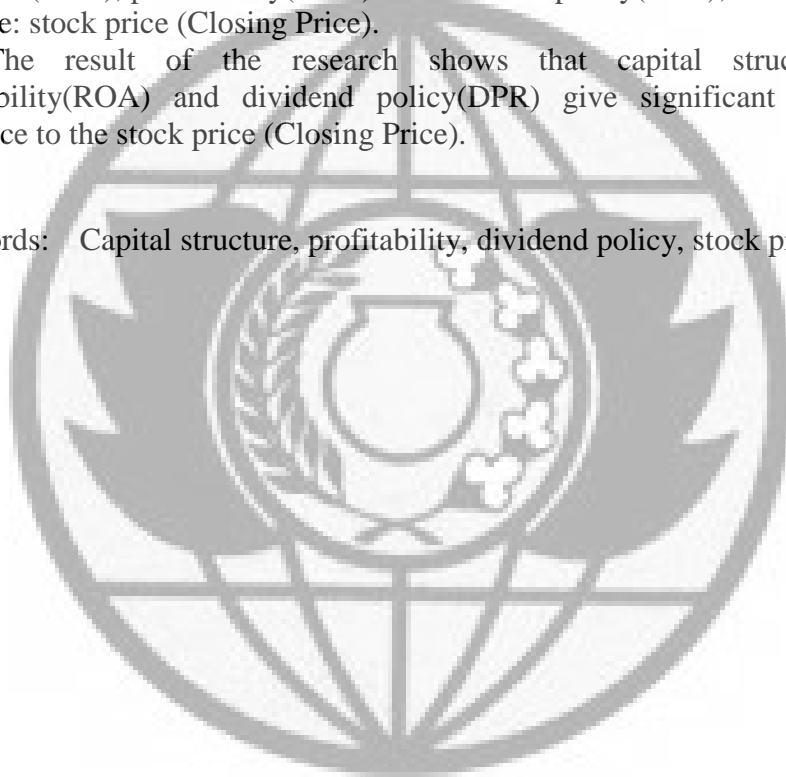 e: stock price (Closing Price).
The result of the research shows that capital struc
bility(ROA) and dividend policy(DPR) give significant
ce to the stock price (Closing Price).
rds: Capital structure, profitability, dividend policy, stock p